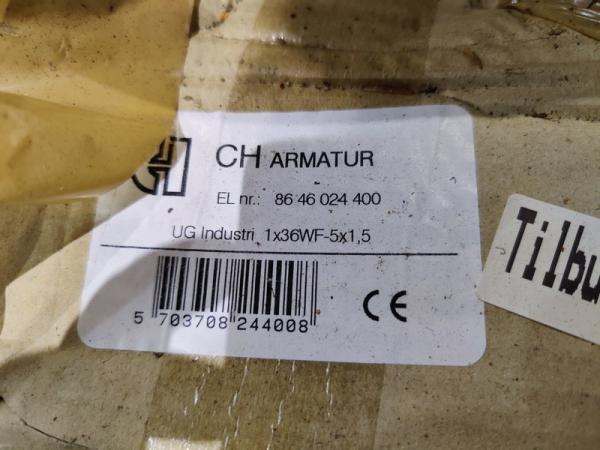 CH ARMATUR
EL nr.: 86 46 024 400
UG Industri 1x36WF-5x1,5
5 703708 244008
CE
Tilbu